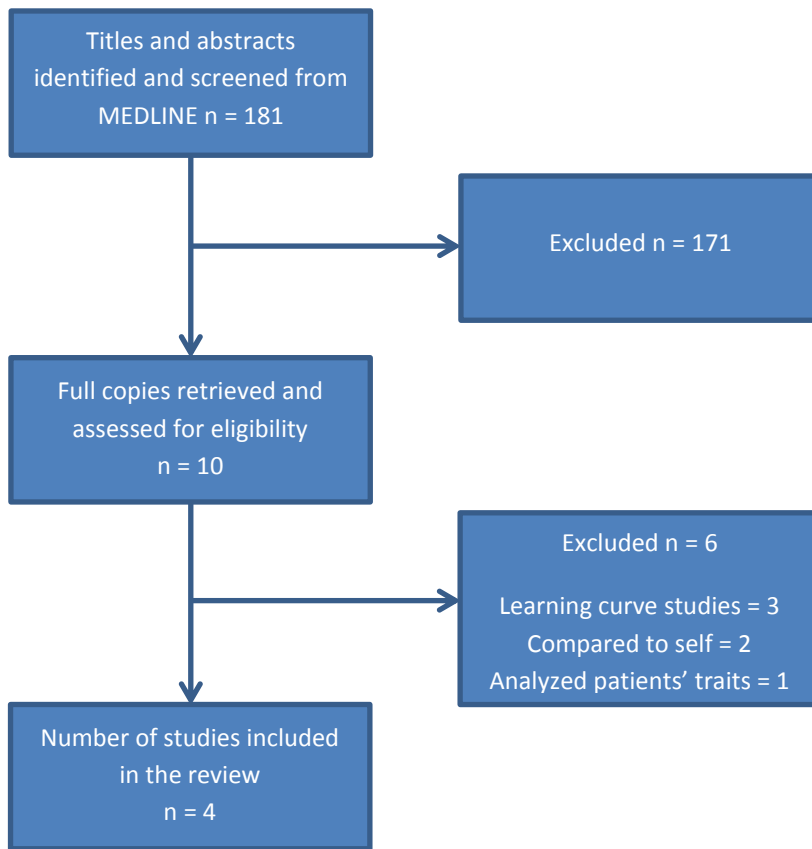 Titles and abstracts
identified and screened from
MEDLINE n = 181
Excluded n = 171
Full copies retrieved and
assessed for eligibility
n = 10
Excluded n = 6
Learning curve studies = 3
Compared to self = 2
Analyzed patients’ traits = 1
Number of studies included
in the review
n = 4